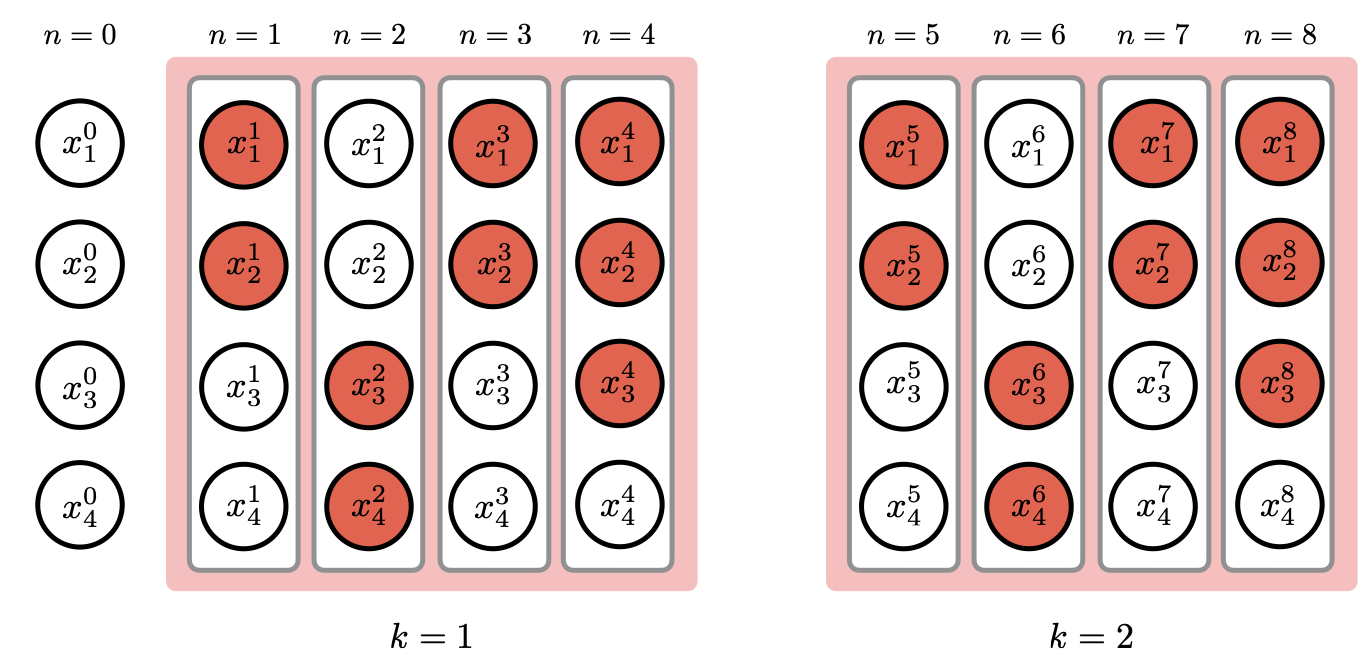 n = 0 n = 1 n = 2 n = 3 n = 4 n = 5 n = 6 n = 7 n = 8
x_1^0 x_1^1 x_1^2 x_1^3 x_1^4 x_1^5 x_1^6 x_1^7 x_1^8
x_2^0 x_2^1 x_2^2 x_2^3 x_2^4 x_2^5 x_2^6 x_2^7 x_2^8
x_3^0 x_3^1 x_3^2 x_3^3 x_3^4 x_3^5 x_3^6 x_3^7 x_3^8
x_4^0 x_4^1 x_4^2 x_4^3 x_4^4 x_4^5 x_4^6 x_4^7 x_4^8
k = 1 k = 2